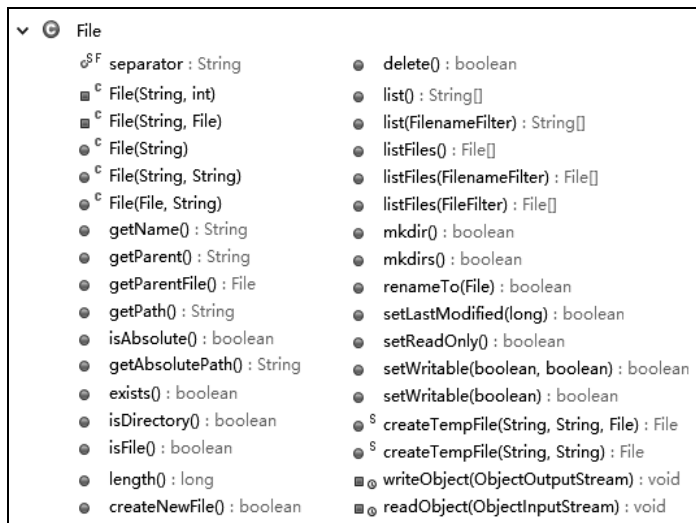 File
separator : String
File(String, int)
File(String, File)
File(String)
File(String, String)
File(File, String)
getName() : String
getParent() : String
getParentFile() : File
getPath() : String
isAbsolute() : boolean
getAbsolutePath() : String
exists() : boolean
isDirectory() : boolean
isFile() : boolean
length() : long
createNewFile() : boolean
delete() : boolean
list() : String[]
list(FilenameFilter) : String[]
listFiles() : File[]
listFiles(FilenameFilter) : File[]
listFiles(FileFilter) : File[]
mkdir() : boolean
mkdirs() : boolean
renameTo(File) : boolean
setLastModified(long) : boolean
setReadOnly() : boolean
setWritable(boolean, boolean) : boolean
setWritable(boolean) : boolean
createTempFile(String, String, File) : File
createTempFile(String, String) : File
writeObject(ObjectOutputStream) : void
readObject(ObjectInputStream) : void